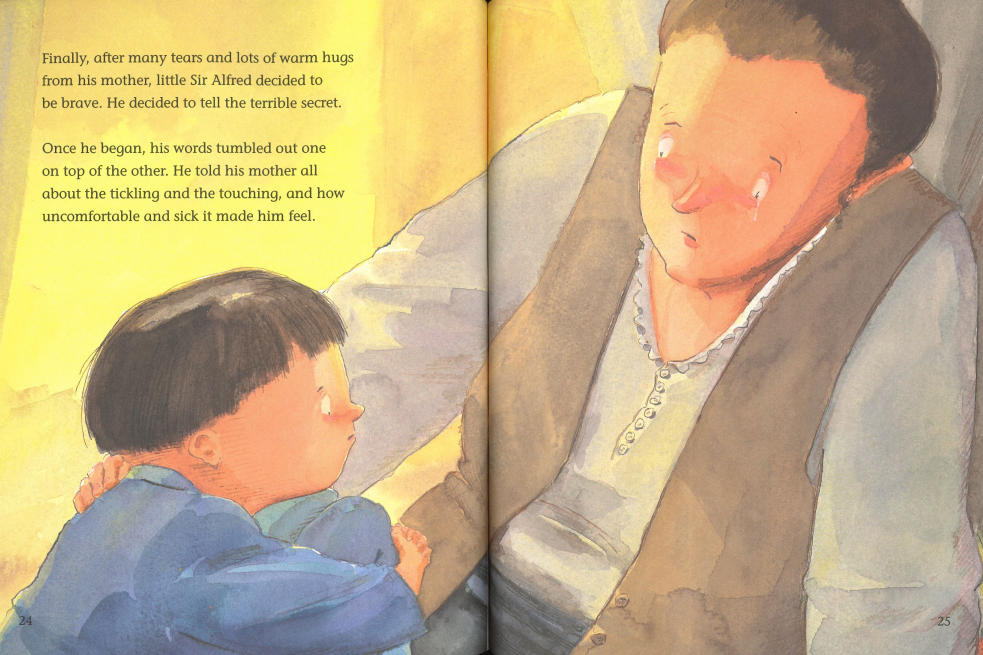 Finally, after many tears and lots of warm hugs
from his mother, little Sir Alfred decided to
be brave. He decided to tell the terrible secret.
Once he began, his words tumbled out one
on top of the other. He told his mother all
about the tickling and the touching, and how
uncomfortable and sick it made him feel.
24
25